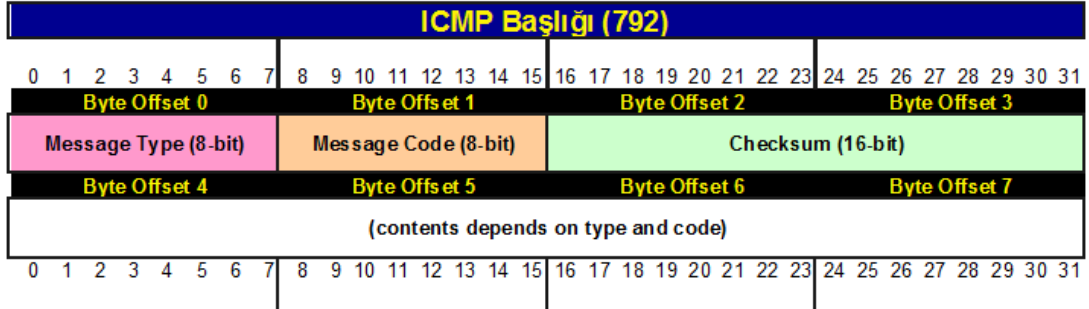 ICMP Başlığı (792)
0 1 2 3 4 5 6 7 8 9 10 11 12 13 14 15 16 17 18 19 20 21 22 23 24 25 26 27 28 29 30 31
Byte Offset 0 Byte Offset 1 Byte Offset 2 Byte Offset 3
Message Type (8-bit) Message Code (8-bit) Checksum (16-bit)
Byte Offset 4 Byte Offset 5 Byte Offset 6 Byte Offset 7
(contents depends on type and code)
0 1 2 3 4 5 6 7 8 9 10 11 12 13 14 15 16 17 18 19 20 21 22 23 24 25 26 27 28 29 30 31